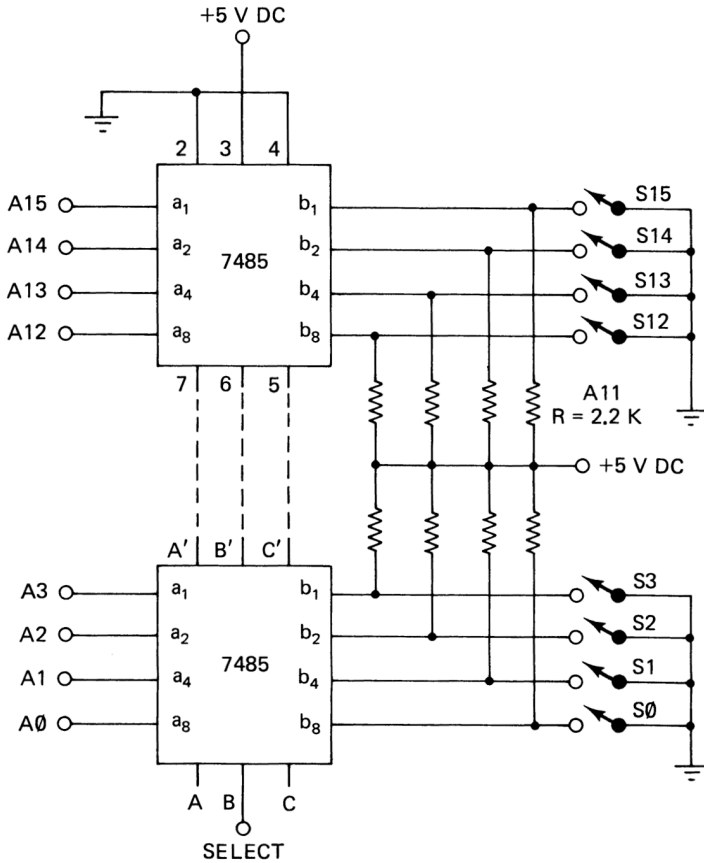 +5 V DC
2 3 4
A15 a₁ b₁ S15
A14 a₂ b₂ S14
7485
A13 a₄ b₄ S13
A12 a₈ b₈ S12
7 6 5
A11
R = 2.2 K
+5 V DC
A′ B′ C′
A3 a₁ b₁ S3
A2 a₂ b₂ S2
7485
A1 a₄ b₄ S1
AØ a₈ b₈ SØ
A B C
SELECT